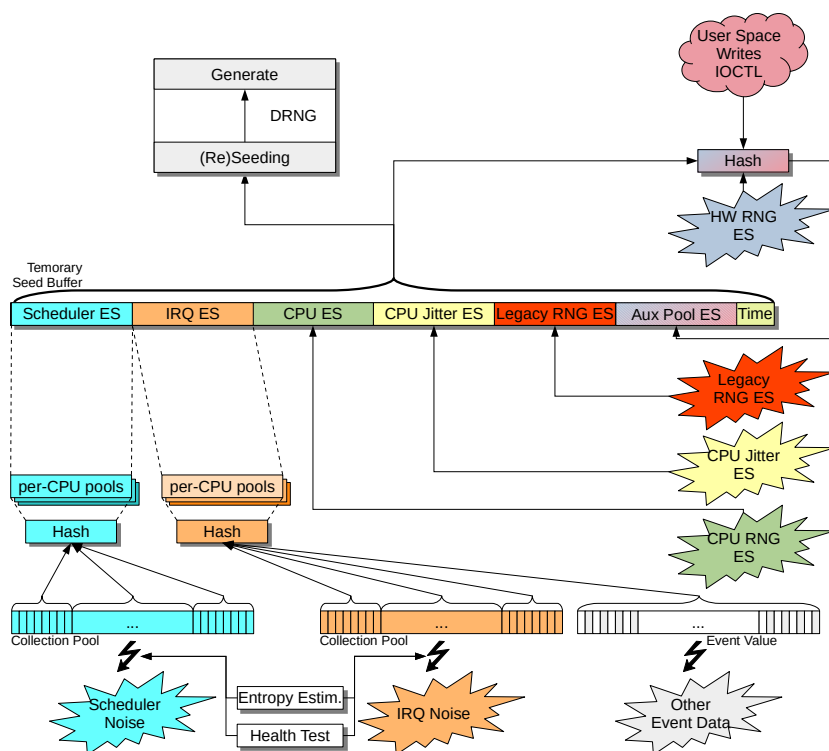 User Space
Writes
IOCTL
Generate
DRNG
(Re)Seeding
Hash
HW RNG
ES
Temorary
Seed Buffer
Scheduler ES
IRQ ES
CPU ES
CPU Jitter ES
Legacy RNG ES
Aux Pool ES
Time
Legacy
RNG ES
CPU Jitter
ES
per-CPU pools
per-CPU pools
Hash
Hash
CPU RNG
ES
...
...
...
Collection Pool
Collection Pool
Event Value
Scheduler
Noise
Entropy Estim.
Health Test
IRQ Noise
Other
Event Data